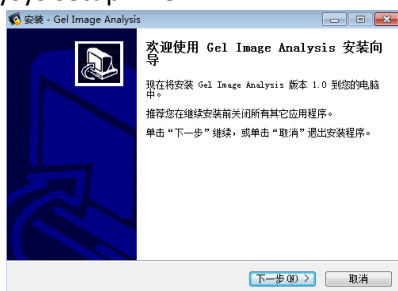 安装 - Gel Image Analysis
欢迎使用 Gel Image Analysis 安装向
导
现在将安装 Gel Image Analysis 版本 1.0 到您的电脑
中。
推荐您在继续安装前关闭所有其它应用程序。
单击“下一步”继续，或单击“取消”退出安装程序。
下一步(N) >
取消